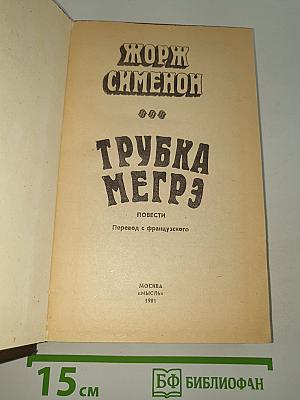 ЖОРЖ
СИМЕНОН
ТРУБКА
МЕГРЭ
ПОВЕСТИ
Перевод с французского
МОСКВА
«МЫСЛЬ»
1981
15 см
БФ БИБЛИОФАН